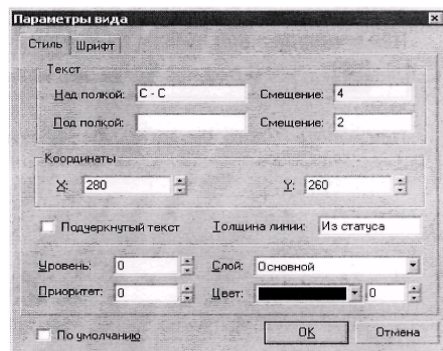 Параметры вида
Стиль Шрифт
Текст
Над полкой: С - С Смещение: 4
Под полкой: Смещение: 2
Координаты
X: 280 Y: 260
Подчеркнутый текст Толщина линии: Из статуса
Уровень: 0 Слой: Основной
Приоритет: 0 Цвет: 0
По умолчанию OK Отмена